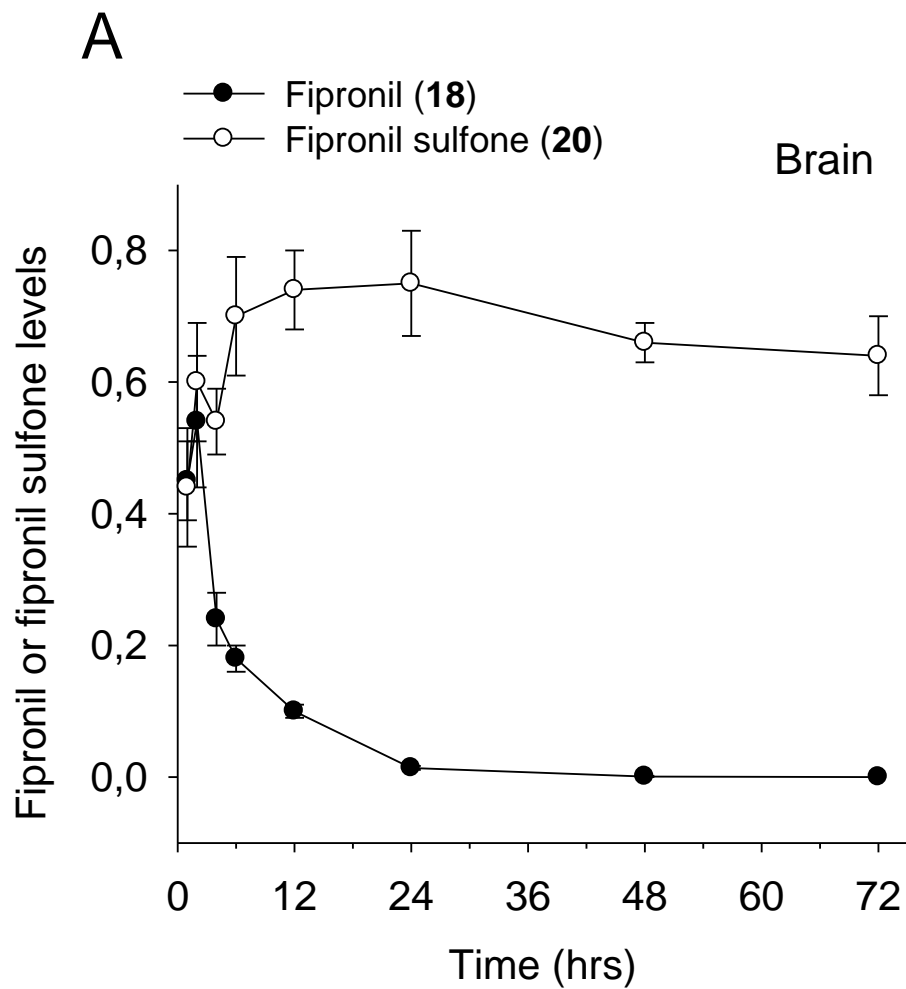 A
Fipronil (18)
Fipronil sulfone (20)
Brain
Fipronil or fipronil sulfone levels
0,8
0,6
0,4
0,2
0,0
0 12 24 36 48 60 72
Time (hrs)